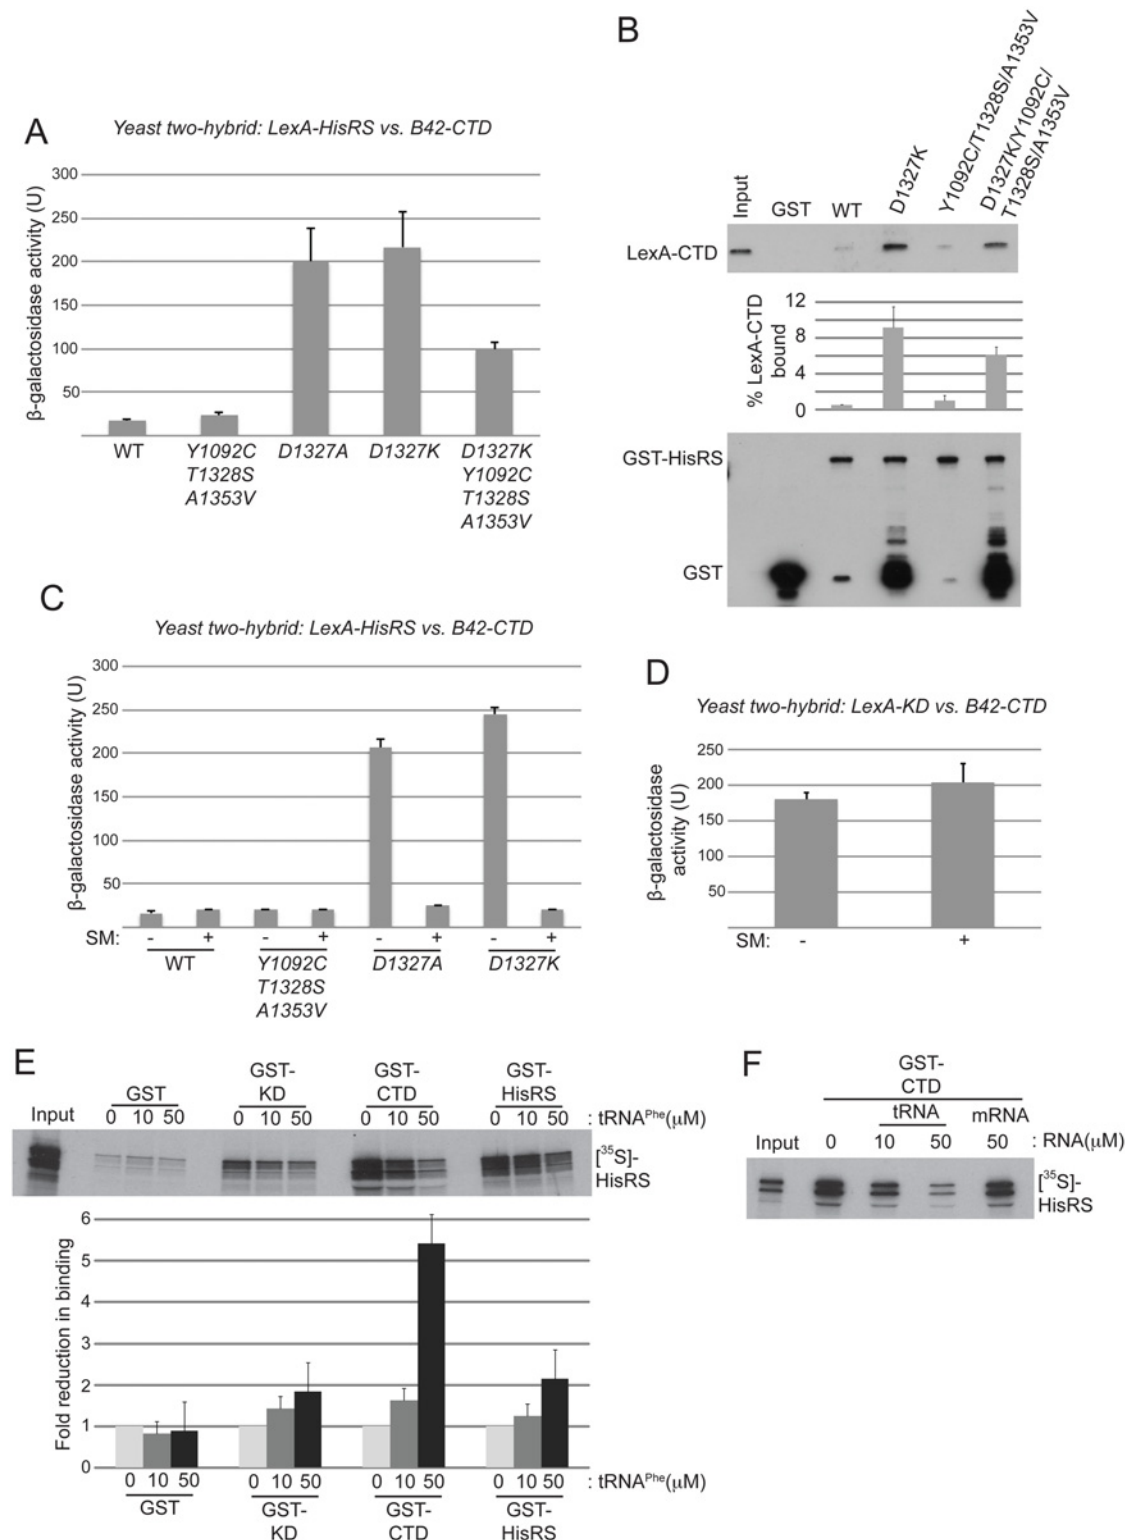 A
Yeast two-hybrid: LexA-HisRS vs. B42-CTD
β-galactosidase activity (U)
300
250
200
150
100
50
WT
Y1092C
T1328S
A1353V
D1327A
D1327K
D1327K
Y1092C
T1328S
A1353V
B
Input
GST
WT
D1327K
Y1092C/T1328S/A1353V
D1327K/Y1092C/
T1328S/A1353V
LexA-CTD
% LexA-CTD
bound
12
8
4
0
GST-HisRS
GST
C
Yeast two-hybrid: LexA-HisRS vs. B42-CTD
β-galactosidase activity (U)
300
250
200
150
100
50
SM: - + - + - + - +
WT
Y1092C
T1328S
A1353V
D1327A
D1327K
D
Yeast two-hybrid: LexA-KD vs. B42-CTD
β-galactosidase
activity (U)
250
200
150
100
50
SM: - +
E
GST
GST-
KD
GST-
CTD
GST-
HisRS
Input 0 10 50 0 10 50 0 10 50 0 10 50 : tRNAPhe(μM)
[35S]-
HisRS
Fold reduction in binding
6
5
4
3
2
1
0
0 10 50 0 10 50 0 10 50 0 10 50 : tRNAPhe(μM)
GST
GST-
KD
GST-
CTD
GST-
HisRS
F
GST-
CTD
tRNA mRNA
Input 0 10 50 50 : RNA(μM)
[35S]-
HisRS